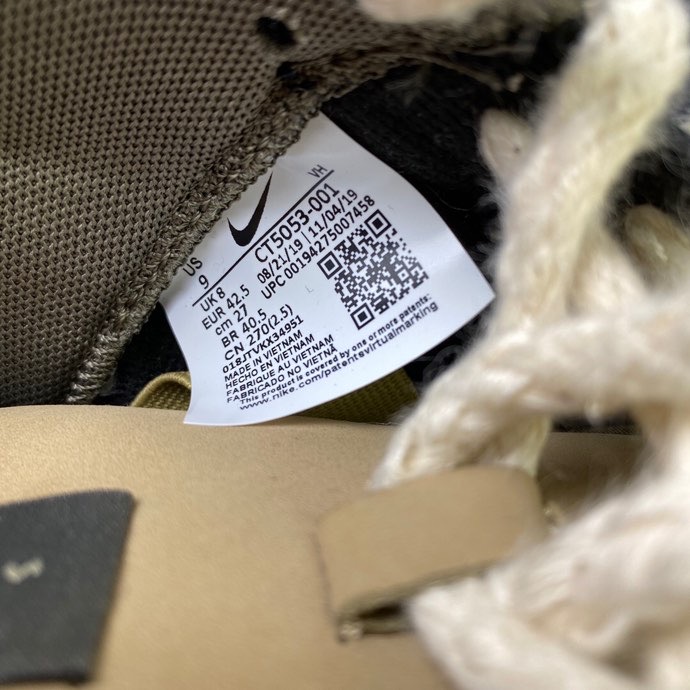 VH
US
9
CT5053-001
UK 8
08/21/19 | 11/04/19
EUR 42.5
UPC 00194275007458
cm 27
BR 40.5
CN 270(2.5)
018JTVKX34951
MADE IN VIETNAM
HECHO EN VIETNAM
FABRIQUE AU VIETNAM
FABRICADO NO VIETNÃ
This product is covered by one or more patents
www.nike.com/patentsvirtualmarking